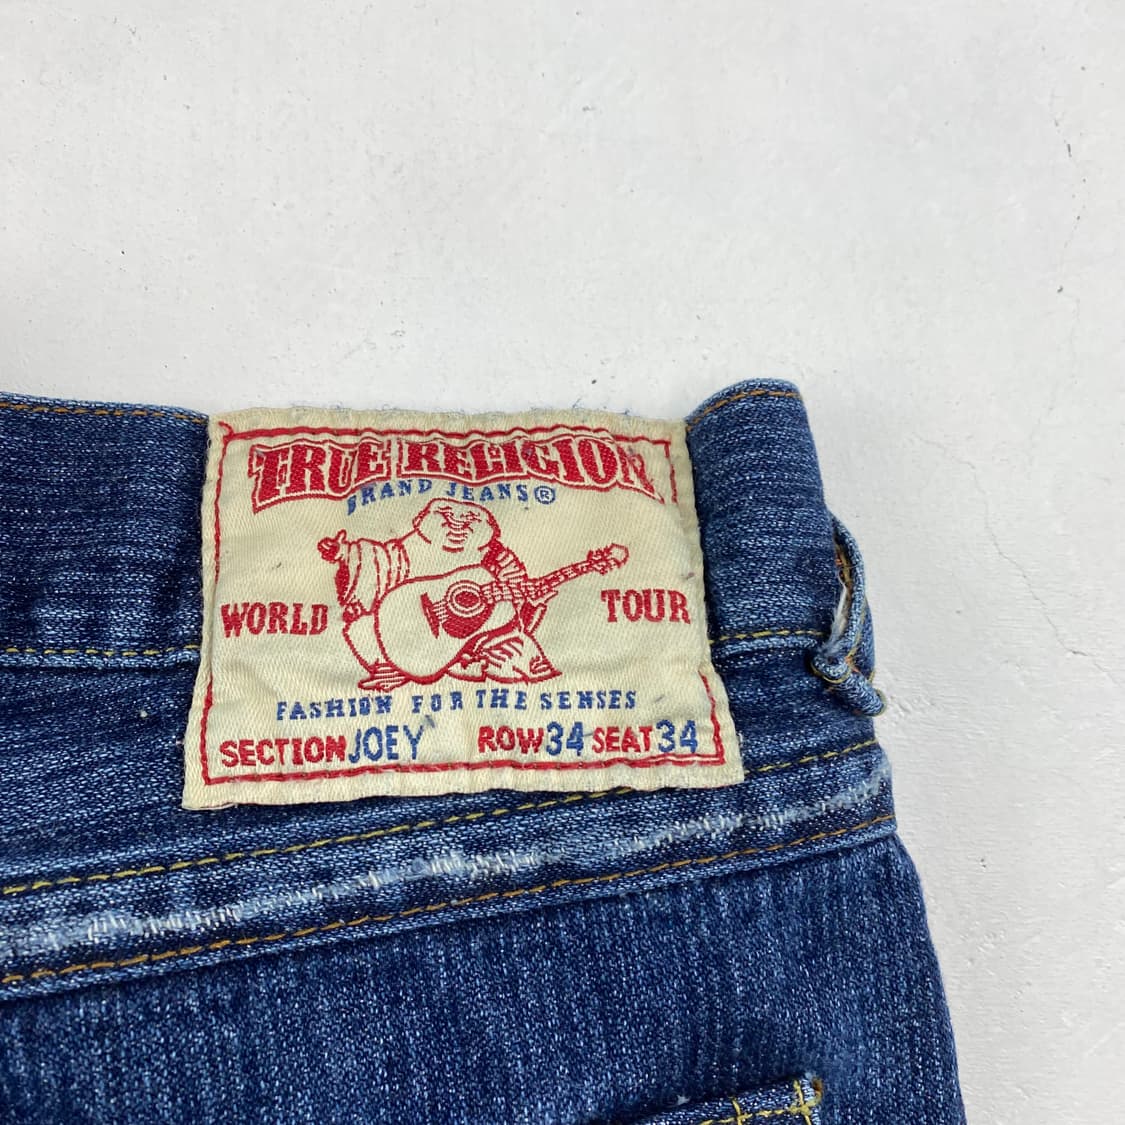 TRUE RELIGION
BRAND JEANS®
WORLD TOUR
FASHION FOR THE SENSES
SECTION JOEY ROW 34 SEAT 34